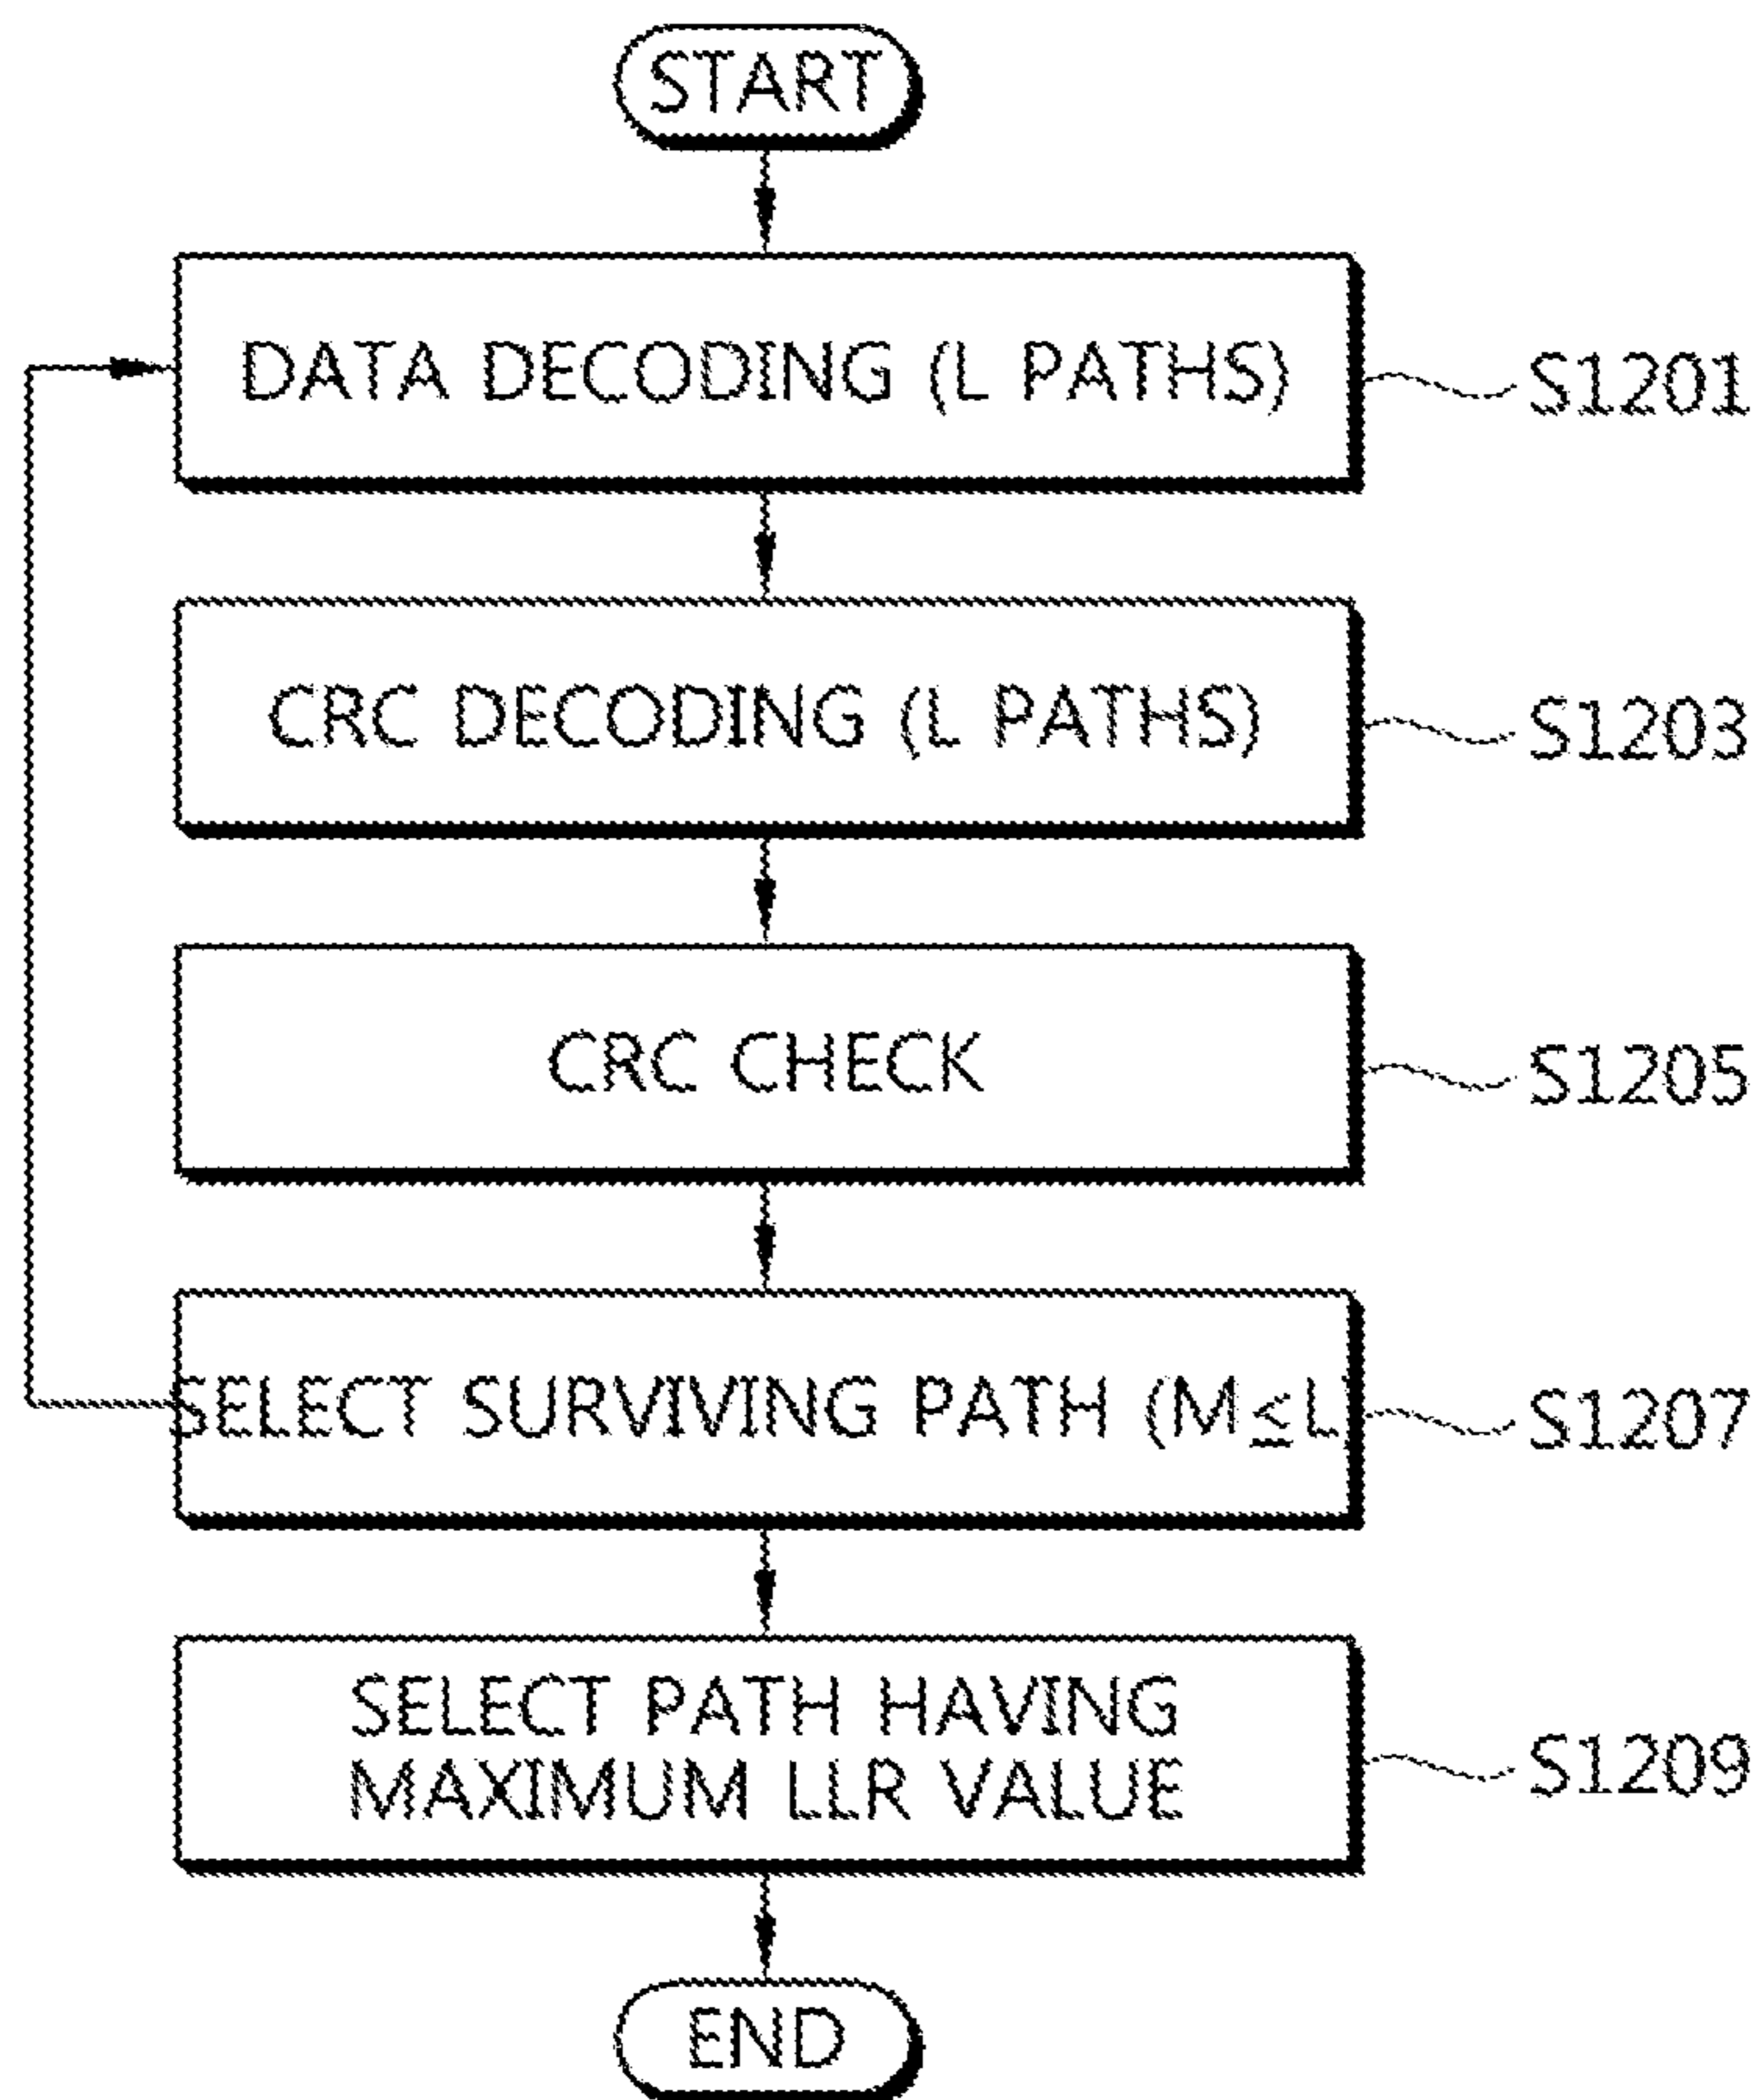 START
DATA DECODING (L PATHS)
S1201
CRC DECODING (L PATHS)
S1203
CRC CHECK
S1205
SELECT SURVIVING PATH (M≦L)
S1207
SELECT PATH HAVING
MAXIMUM LLR VALUE
S1209
END